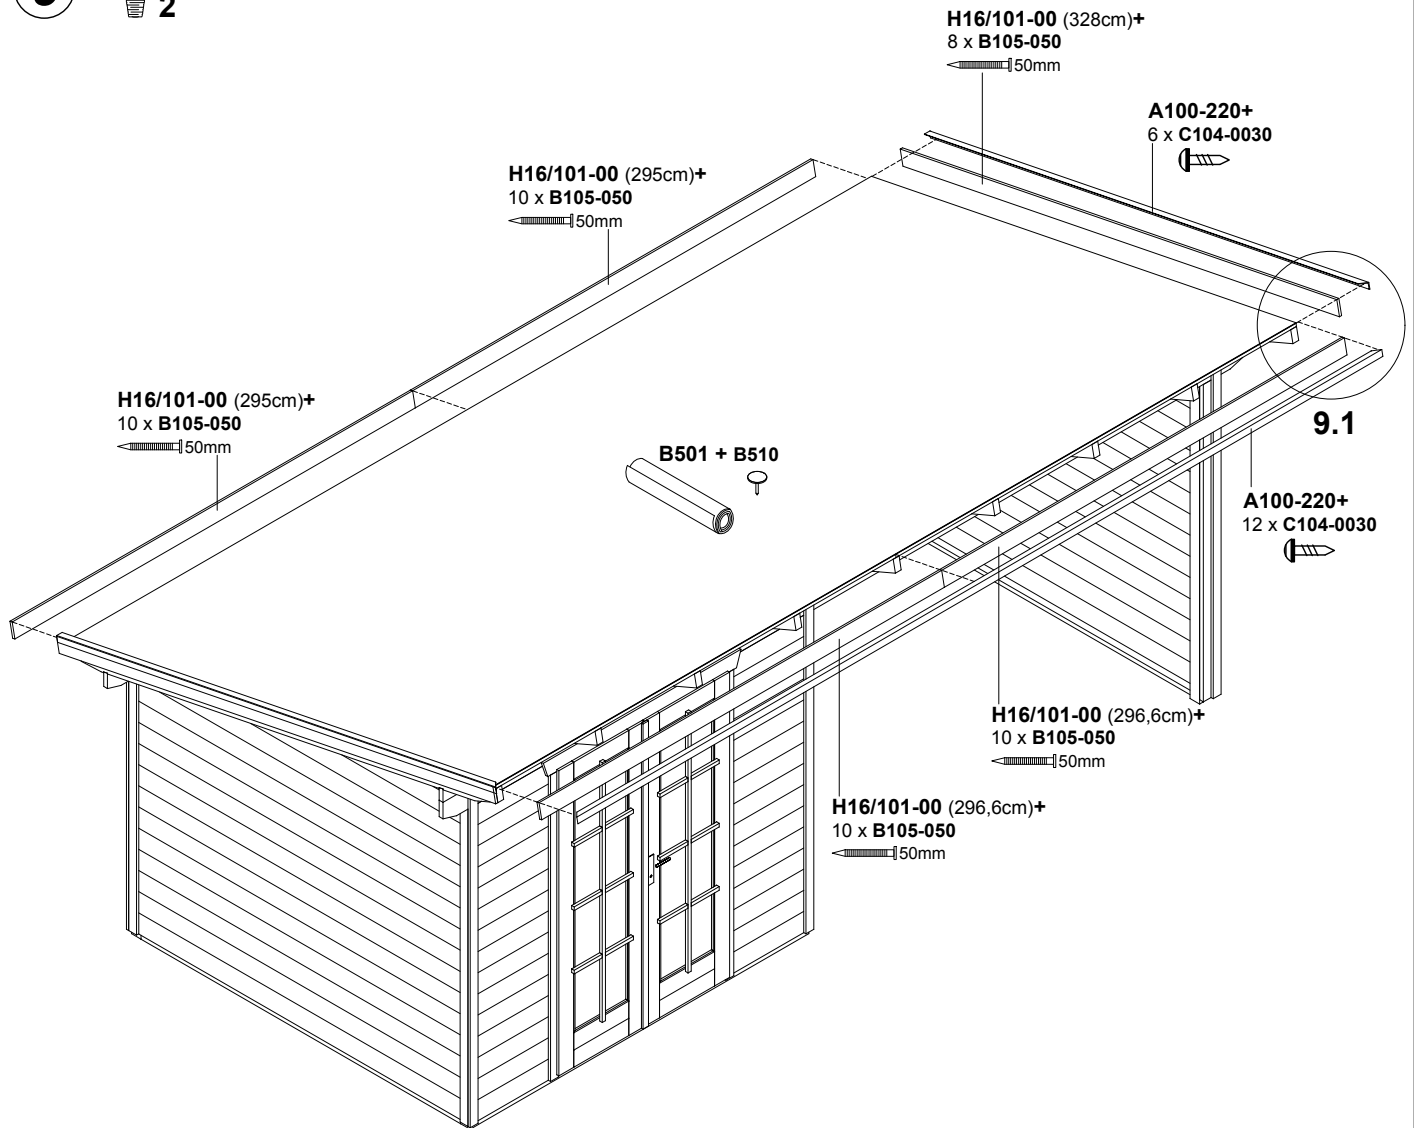 2
H16/101-00 (328cm)+
8 x B105-050
50mm
A100-220+
6 x C104-0030
H16/101-00 (295cm)+
10 x B105-050
50mm
H16/101-00 (295cm)+
10 x B105-050
50mm
B501 + B510
9.1
A100-220+
12 x C104-0030
H16/101-00 (296,6cm)+
10 x B105-050
50mm
H16/101-00 (296,6cm)+
10 x B105-050
50mm